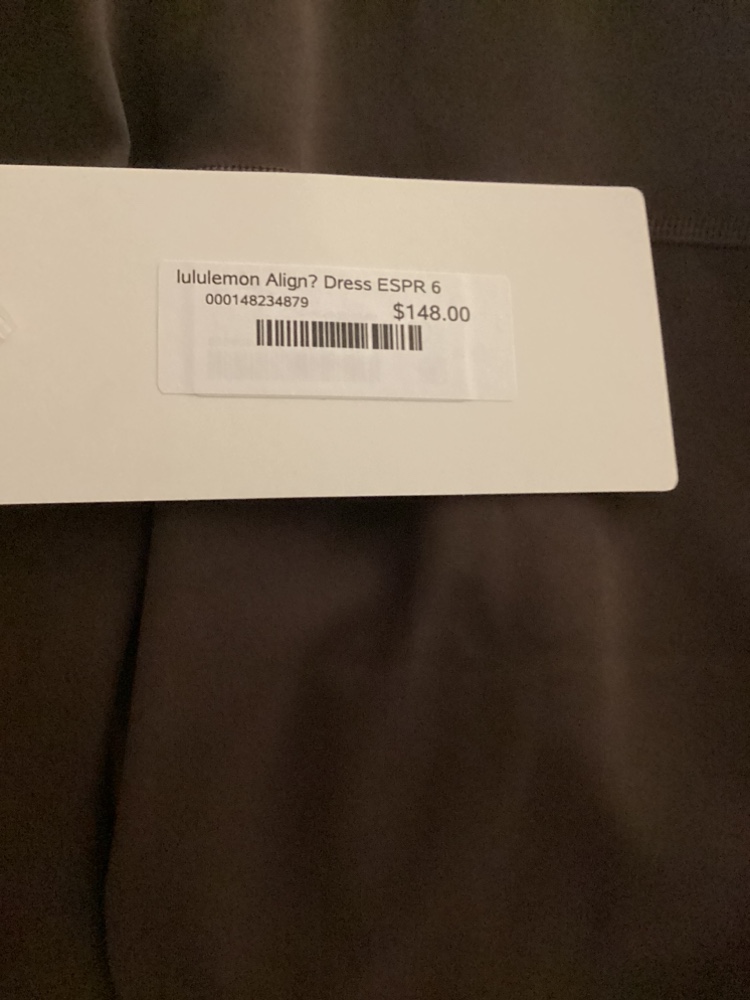 lululemon Align? Dress ESPR 6
000148234879
$148.00